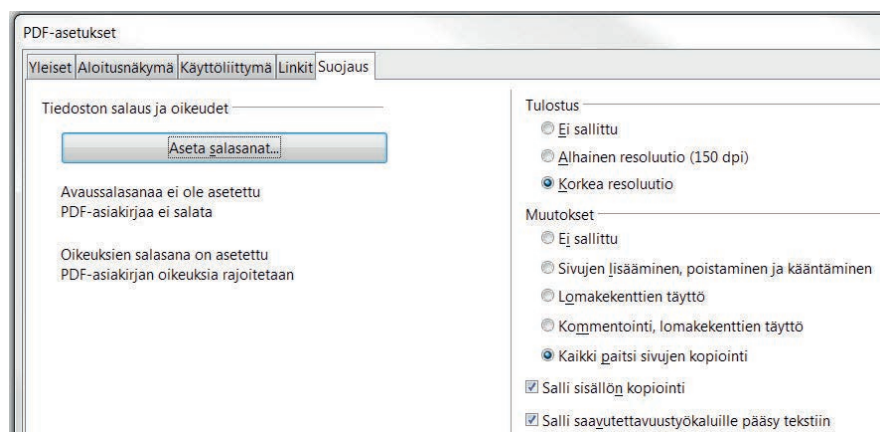 PDF-asetukset
Yleiset Aloitusnäkymä Käyttöliittymä Linkit Suojaus
Tiedoston salaus ja oikeudet
Aseta salasanat...
Avaussalasanaa ei ole asetettu
PDF-asiakirjaa ei salata
Oikeuksien salasana on asetettu
PDF-asiakirjan oikeuksia rajoitetaan
Tulostus
Ei sallittu
Alhainen resoluutio (150 dpi)
Korkea resoluutio
Muutokset
Ei sallittu
Sivujen lisääminen, poistaminen ja kääntäminen
Lomakekenttien täyttö
Kommentointi, lomakekenttien täyttö
Kaikki paitsi sivujen kopiointi
Salli sisällön kopiointi
Salli saavutettavuustyökaluille pääsy tekstiin